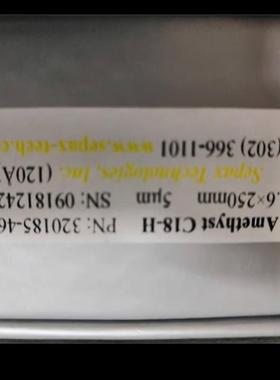 Amethyst C18-H PN: 320185-46
.6×250mm 5μm SN: 09181242
Sepax Technologies, Inc. (120A
(302) 366-1101 www.sepax-tech.c